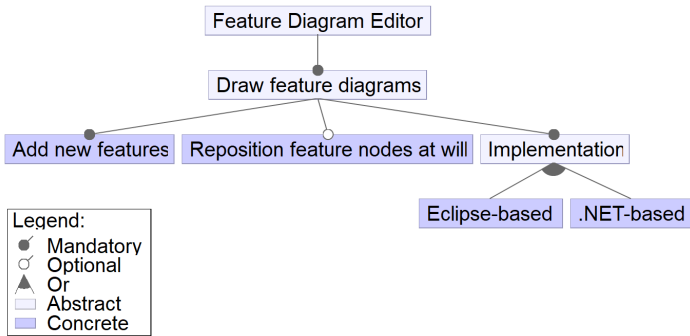 Feature Diagram Editor
Draw feature diagrams
Add new features
Reposition feature nodes at will
Implementation
Eclipse-based
.NET-based
Legend:
Mandatory
Optional
Or
Abstract
Concrete